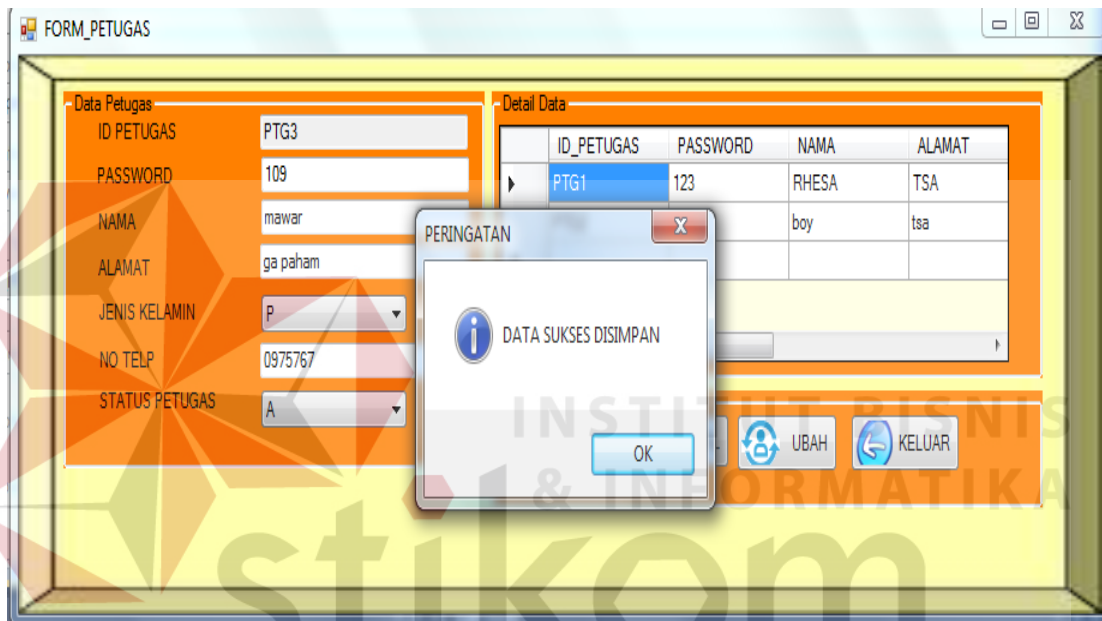 FORM_PETUGAS
Data Petugas
ID PETUGAS PTG3
PASSWORD 109
NAMA mawar
ALAMAT ga paham
JENIS KELAMIN P
NO TELP 0975767
STATUS PETUGAS A
Detail Data
ID_PETUGAS PASSWORD NAMA ALAMAT
PTG1 123 RHESA TSA
boy tsa
PERINGATAN
DATA SUKSES DISIMPAN
OK
UBAH
KELUAR
INSTITUT BISNIS
& INFORMATIKA
stikom